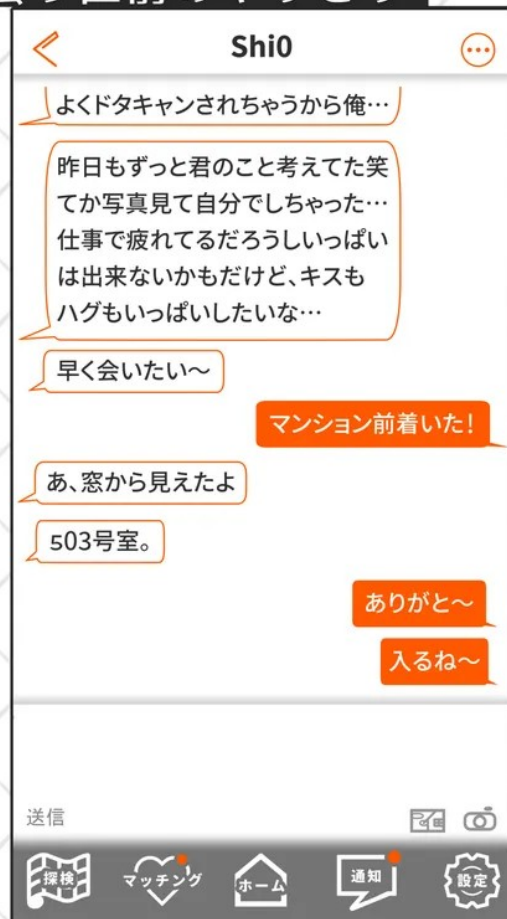 Shi0
よくドタキャンされちゃうから俺…
昨日もずっと君のこと考えてた笑
てか写真見て自分でしちゃった…
仕事で疲れてるだろうしいっぱい
は出来ないかもだけど、キスも
ハグもいっぱいしたいな…
早く会いたい〜
マンション前着いた!
あ、窓から見えたよ
503号室。
ありがと〜
入るね〜
送信
探検
マッチング
ホーム
通知
設定